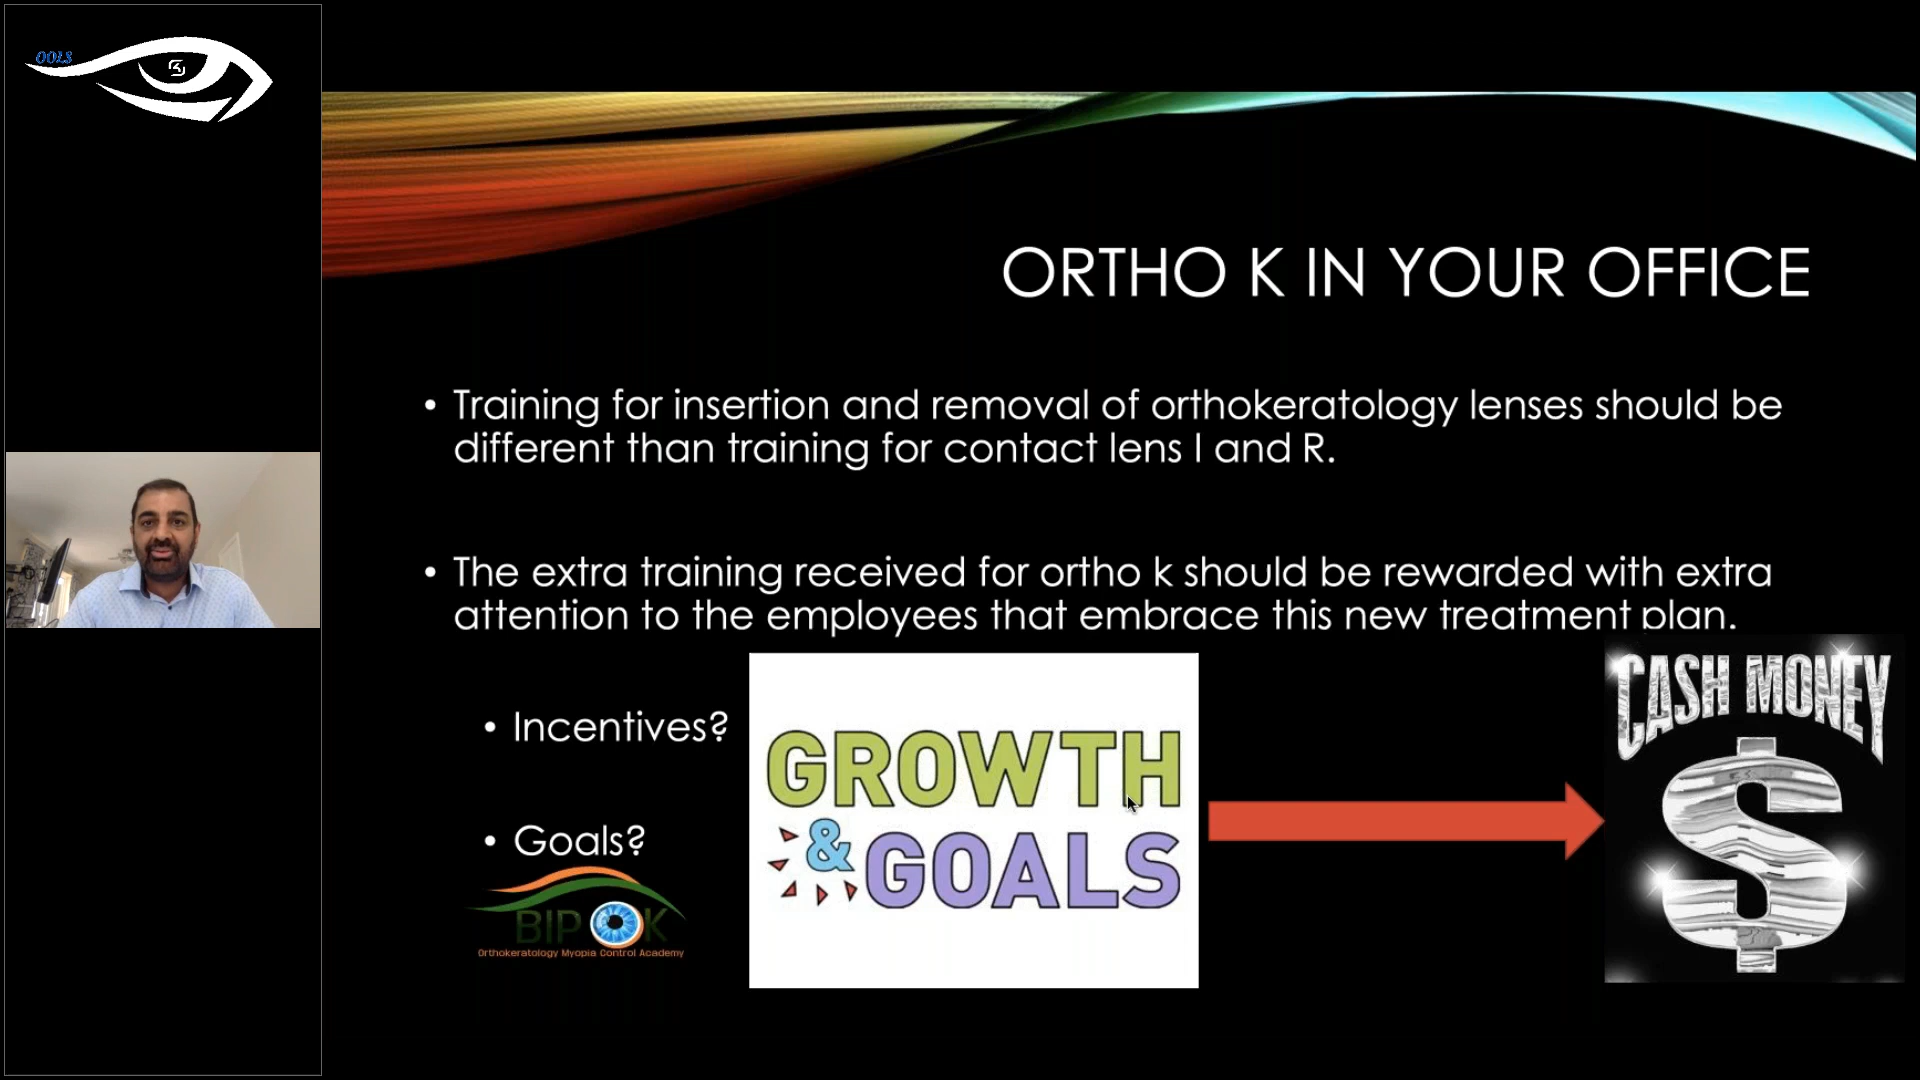 OOLS
ORTHO K IN YOUR OFFICE
• Training for insertion and removal of orthokeratology lenses should be
different than training for contact lens I and R.
• The extra training received for ortho k should be rewarded with extra
attention to the employees that embrace this new treatment plan.
• Incentives?
• Goals?
BIPOK
Orthokeratology Myopia Control Academy
GROWTH
& GOALS
CASH MONEY
$